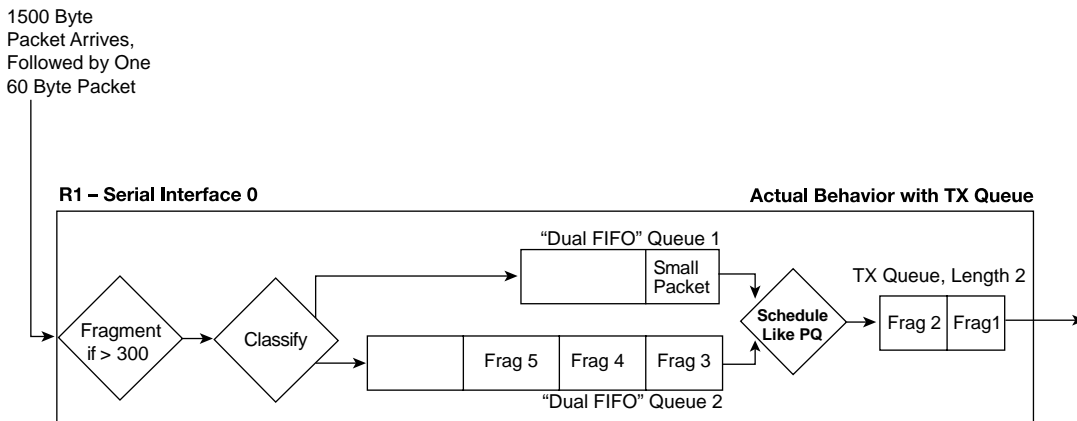 1500 Byte
Packet Arrives,
Followed by One
60 Byte Packet
R1 – Serial Interface 0
Actual Behavior with TX Queue
“Dual FIFO” Queue 1
Small
Packet
TX Queue, Length 2
Fragment
if > 300
Classify
Schedule
Like PQ
Frag 2
Frag1
Frag 5
Frag 4
Frag 3
“Dual FIFO” Queue 2